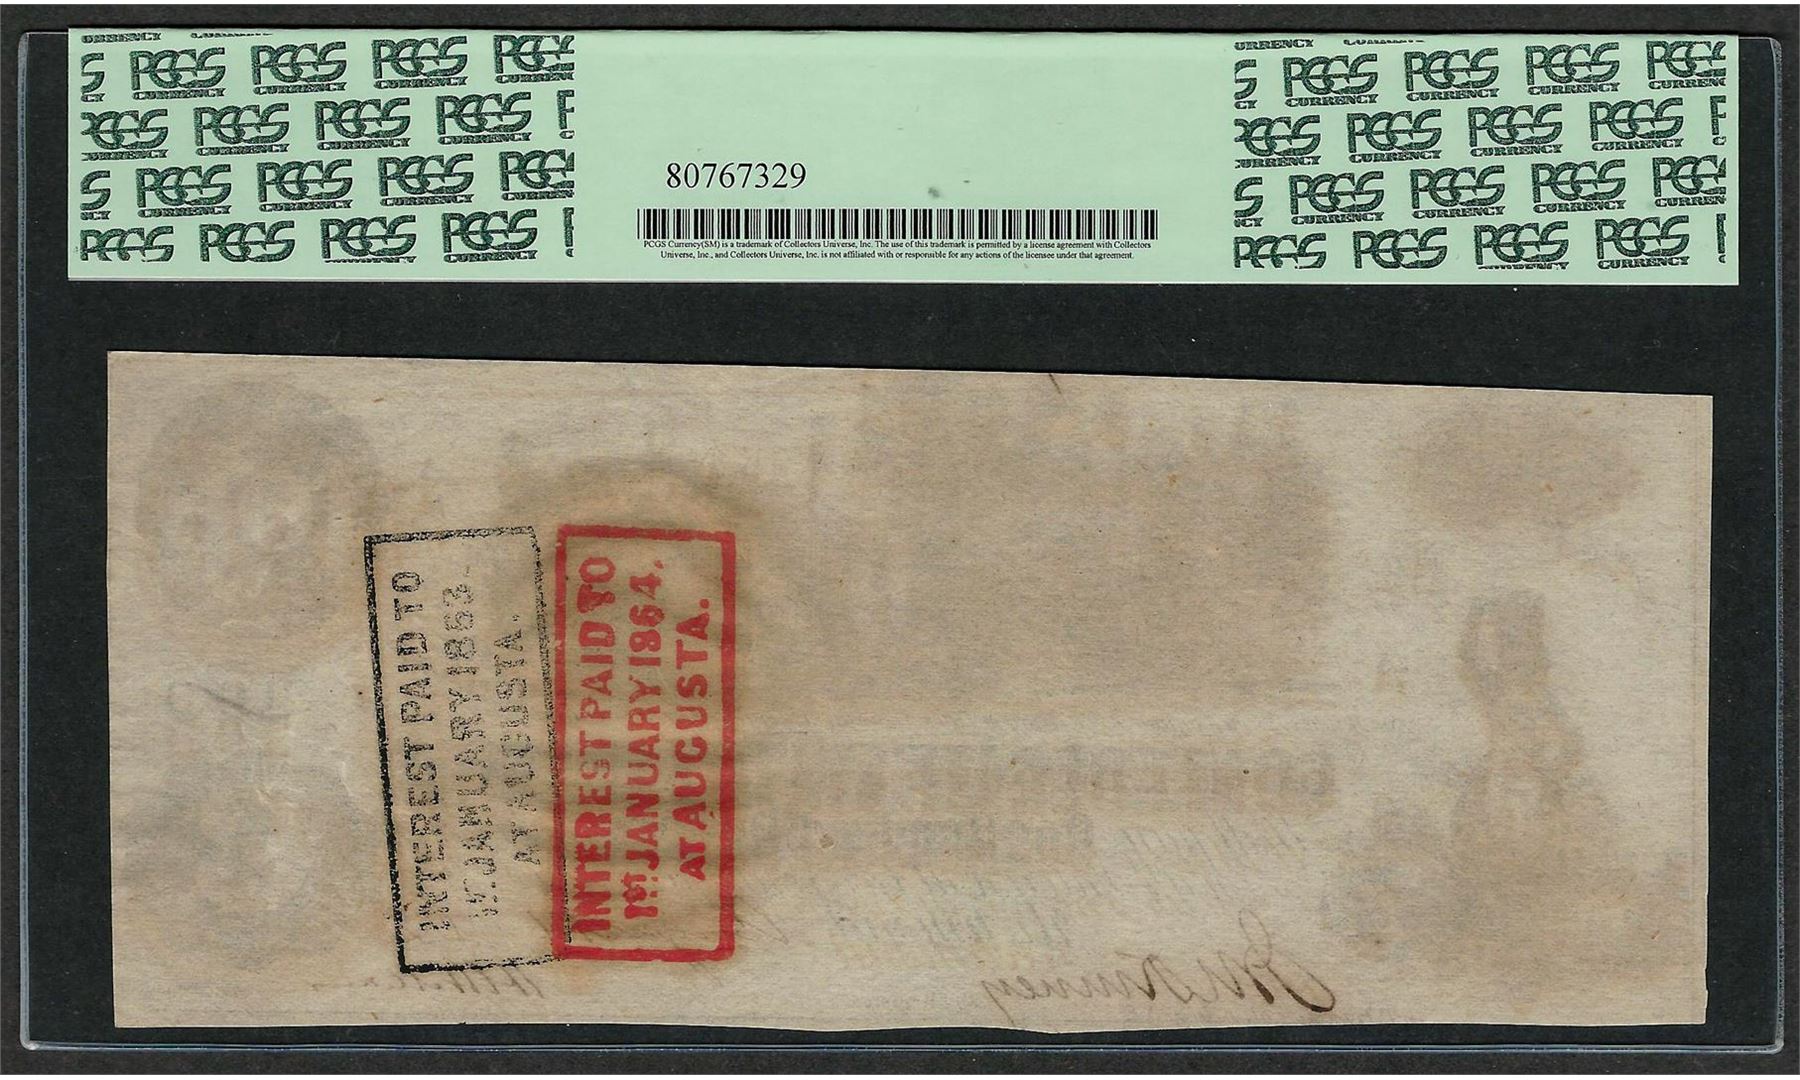 PCGS CURRENCY
80767329
PCGS Currency(SM) is a trademark of Collectors Universe, Inc. The use of this trademark is permitted by a license agreement with Collectors
Universe, Inc., and Collectors Universe, Inc. is not affiliated with or responsible for any actions of the licensee under that agreement.
INTEREST PAID TO
1ST JANUARY 1863.
AT AUGUSTA.
INTEREST PAID TO
1ST JANUARY 1864.
AT AUGUSTA.